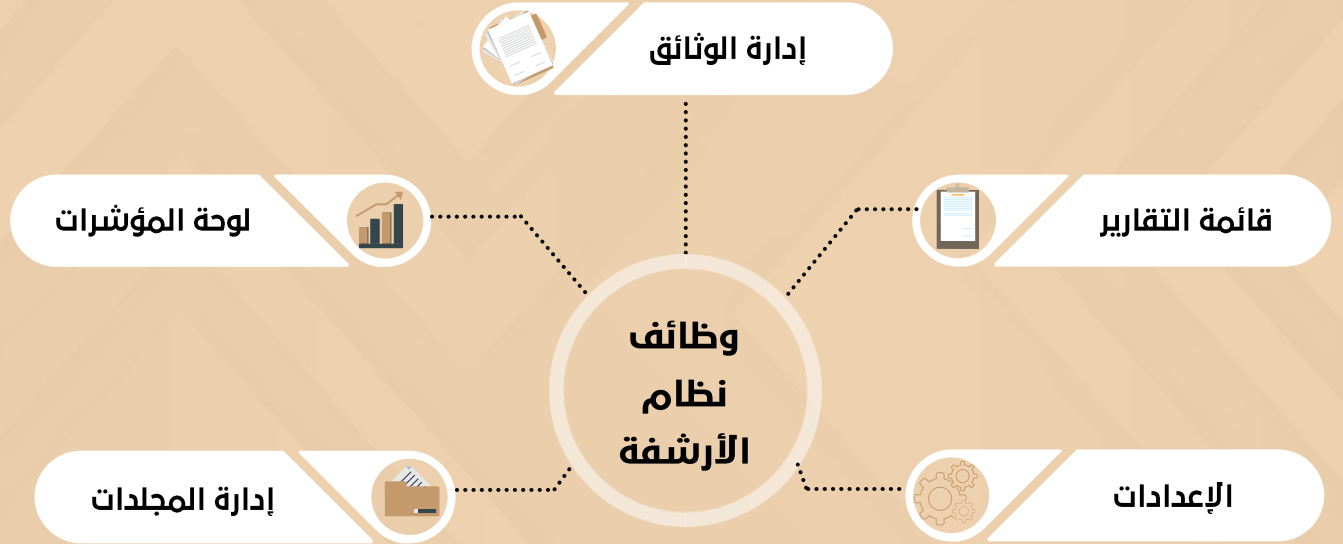 إدارة الوثائق
قائمة التقارير
لوحة المؤشرات
وظائف
نظام
الأرشفة
الإعدادات
إدارة المجلدات